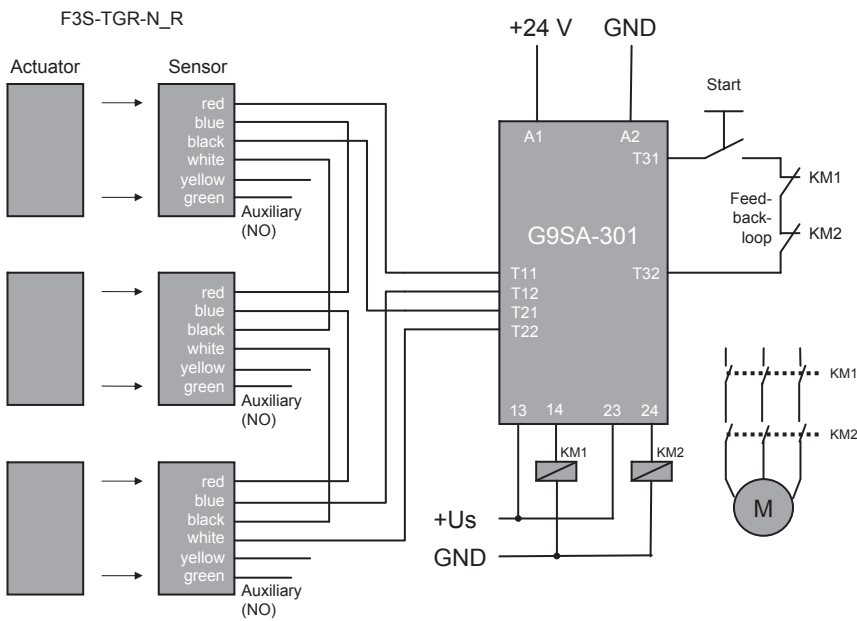 F3S-TGR-N_R
+24 V GND
Actuator Sensor
Start
red
blue
black
white
yellow
green
Auxiliary
(NO)
A1 A2
T31
KM1
Feed-
back-
loop
KM2
G9SA-301
T11
T32
T12
T21
T22
red
blue
black
white
yellow
green
Auxiliary
(NO)
KM1
KM2
13 14 23 24
KM1 KM2
M
red
blue
black
white
yellow
green
Auxiliary
(NO)
+Us
GND